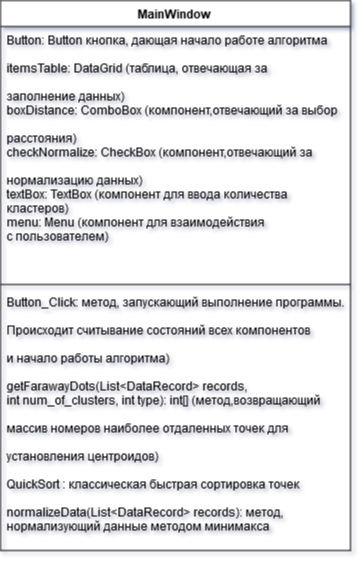 MainWindow
Button: Button кнопка, дающая начало работе алгоритма
itemsTable: DataGrid (таблица, отвечающая за
заполнение данных)
boxDistance: ComboBox (компонент,отвечающий за выбор
расстояния)
checkNormalize: CheckBox (компонент,отвечающий за
нормализацию данных)
textBox: TextBox (компонент для ввода количества
кластеров)
menu: Menu (компонент для взаимодействия
с пользователем)
Button_Click: метод, запускающий выполнение программы.
Происходит считывание состояний всех компонентов
и начало работы алгоритма)
getFarawayDots(List<DataRecord> records,
int num_of_clusters, int type): int[] (метод,возвращающий
массив номеров наиболее отдаленных точек для
установления центроидов)
QuickSort : классическая быстрая сортировка точек
normalizeData(List<DataRecord> records): метод,
нормализующий данные методом минимакса